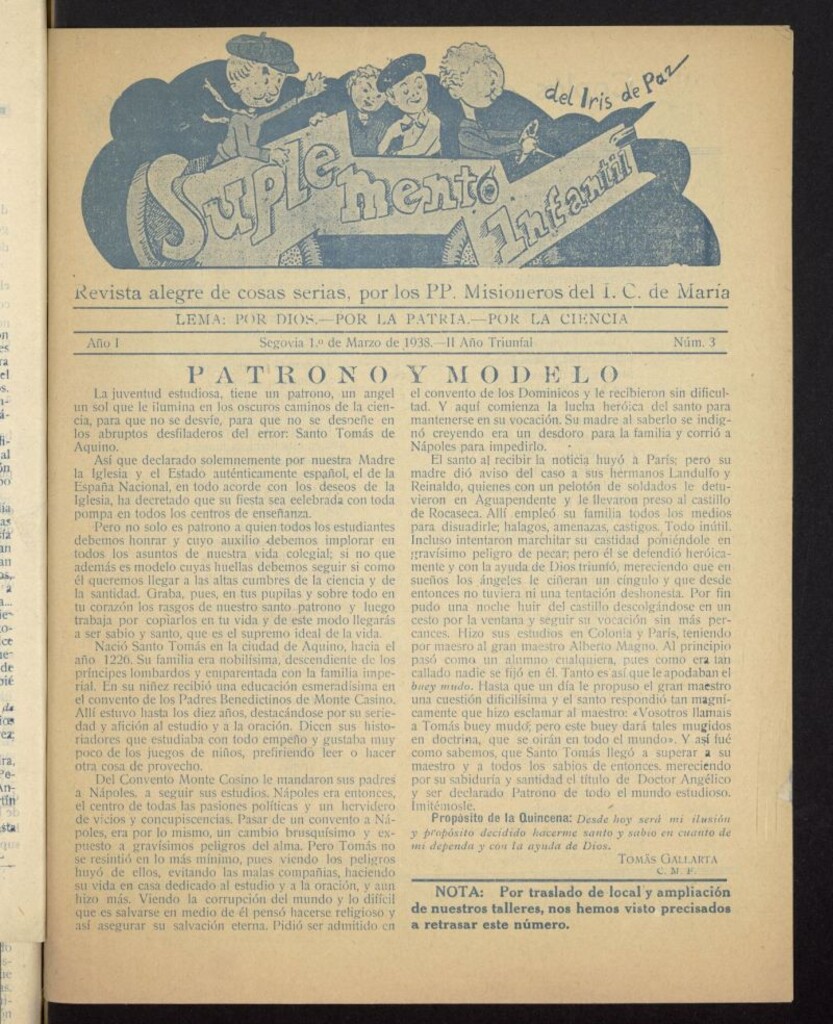 Suplemento Infantil
del Iris de Paz
Revista alegre de cosas serias, por los PP. Misioneros del I. C. de María
LEMA: POR DIOS.—POR LA PATRIA.—POR LA CIENCIA
Año I Segovia 1.º de Marzo de 1938.—II Año Triunfal Núm. 3
PATRONO Y MODELO
La juventud estudiosa, tiene un patrono, un angel
un sol que le ilumina en los oscuros caminos de la cien-
cia, para que no se desvíe, para que no se despeñe en
los abruptos desfiladeros del error: Santo Tomás de
Aquino.
Así que declarado solemnemente por nuestra Madre
la Iglesia y el Estado auténticamente español, el de la
España Nacional, en todo acorde con los deseos de la
Iglesia, ha decretado que su fiesta sea celebrada con toda
pompa en todos los centros de enseñanza.
Pero no solo es patrono a quien todos los estudiantes
debemos honrar y cuyo auxilio debemos implorar en
todos los asuntos de nuestra vida colegial; si no que
además es modelo cuyas huellas debemos seguir si como
él queremos llegar a las altas cumbres de la ciencia y de
la santidad. Graba, pues, en tus pupilas y sobre todo en
tu corazón los rasgos de nuestro santo patrono y luego
trabaja por copiarlos en tu vida y de este modo llegarás
a ser sabio y santo, que es el supremo ideal de la vida.
Nació Santo Tomás en la ciudad de Aquino, hacia el
año 1226. Su familia era nobilísima, descendiente de los
príncipes lombardos y emparentada con la familia impe-
rial. En su niñez recibió una educación esmeradísima en
el convento de los Padres Benedictinos de Monte Casino.
Allí estuvo hasta los diez años, destacándose por su serie-
dad y afición al estudio y a la oración. Dicen sus histo-
riadores que estudiaba con todo empeño y gustaba muy
poco de los juegos de niños, prefiriendo leer o hacer
otra cosa de provecho.
Del Convento Monte Cosino le mandaron sus padres
a Nápoles. a seguir sus estudios. Nápoles era entonces,
el centro de todas las pasiones políticas y un hervidero
de vicios y concupiscencias. Pasar de un convento a Ná-
poles, era por lo mismo, un cambio brusquísimo y ex-
puesto a gravísimos peligros del alma. Pero Tomás no
se resintió en lo más mínimo, pues viendo los peligros
huyó de ellos, evitando las malas compañías, haciendo
su vida en casa dedicado al estudio y a la oración, y aun
hizo más. Viendo la corrupción del mundo y lo difícil
que es salvarse en medio de él pensó hacerse religioso y
así asegurar su salvación eterna. Pidió ser admitido en
el convento de los Dominicos y le recibieron sin dificul-
tad. Y aquí comienza la lucha heróica del santo para
mantenerse en su vocación. Su madre al saberlo se indig-
nó creyendo era un desdoro para la familia y corrió a
Nápoles para impedirlo.
El santo al recibir la noticia huyó a París; pero su
madre dió aviso del caso a sus hermanos Landulfo y
Reinaldo, quienes con un pelotón de soldados le detu-
vieron en Aguapendente y le llevaron preso al castillo
de Rocaseca. Allí empleó su familia todos los medios
para disuadirle; halagos, amenazas, castigos. Todo inútil.
Incluso intentaron marchitar su castidad poniéndole en
gravísimo peligro de pecar; pero él se defendió heróica-
mente y con la ayuda de Dios triunfó, mereciendo que en
sueños los ángeles le ciñeran un cíngulo y que desde
entonces no tuviera ni una tentación deshonesta. Por fin
pudo una noche huir del castillo descolgándose en un
cesto por la ventana y seguir su vocación sin más per-
cances. Hizo sus estudios en Colonia y París, teniendo
por maesro al gran maestro Alberto Magno. Al principio
pasó como un alumno cualquiera, pues como era tan
callado nadie se fijó en él. Tanto es así que le apodaban el
buey mudo. Hasta que un día le propuso el gran maestro
una cuestión dificilísima y el santo respondió tan magní-
camente que hizo esclamar al maestro: «Vosotros llamais
a Tomás buey mudo; pero este buey dará tales mugidos
en doctrina, que se oirán en todo el mundo». Y así fué
como sabemos, que Santo Tomás llegó a superar a su
maestro y a todos los sabios de entonces. mereciendo
por su sabiduría y santidad el título de Doctor Angélico
y ser declarado Patrono de todo el mundo estudioso.
Imitémosle.
Propósito de la Quincena: Desde hoy será mi ilusión
y propósito decidido hacerme santo y sabio en cuanto de
mi dependa y con la ayuda de Dios.
TOMÁS GALLARTA
C. M. F.
NOTA: Por traslado de local y ampliación
de nuestros talleres, nos hemos visto precisados
a retrasar este número.